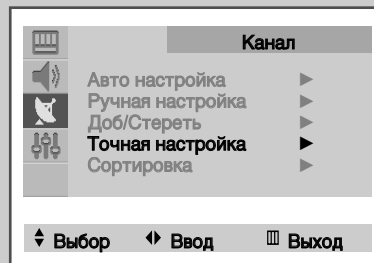 Канал
Авто настройка
Ручная настройка
Доб/Стереть
Точная настройка
Сортировка
Выбор Ввод Выход